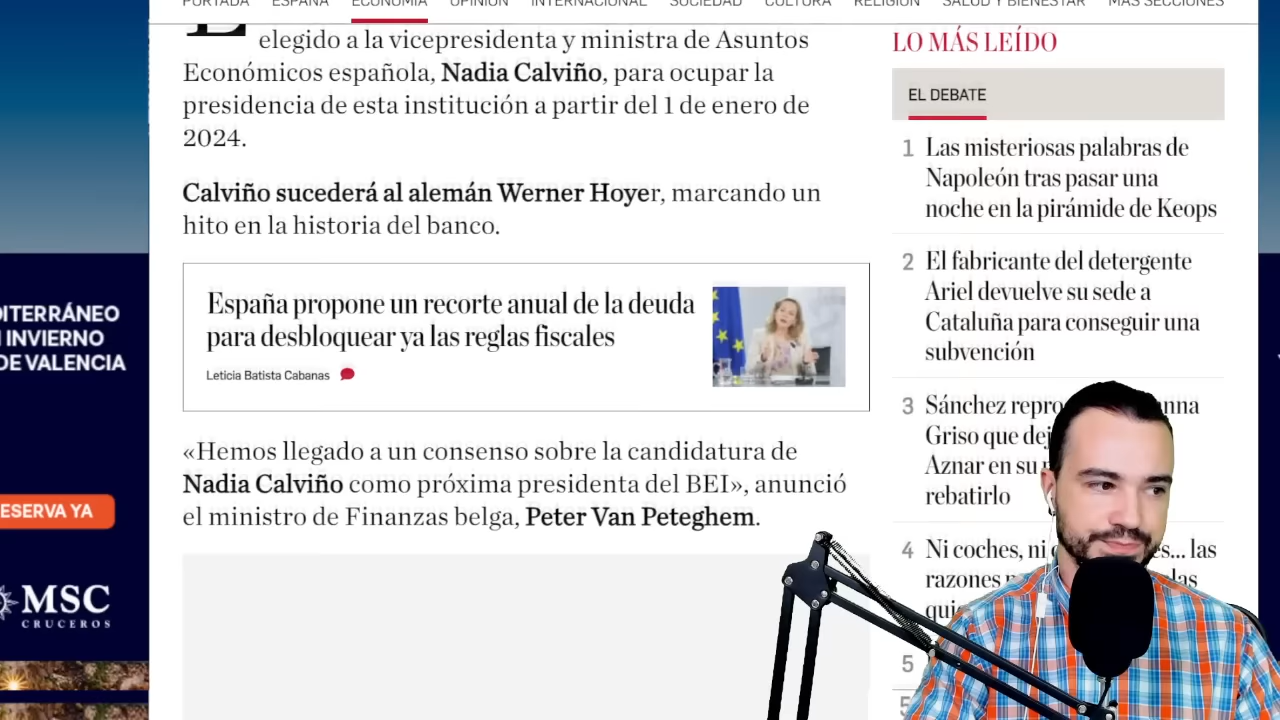 PORTADA ESPAÑA ECONOMÍA OPINIÓN INTERNACIONAL SOCIEDAD CULTURA RELIGIÓN SALUD Y BIENESTAR MÁS SECCIONES
elegido a la vicepresidenta y ministra de Asuntos
Económicos española, Nadia Calviño, para ocupar la
presidencia de esta institución a partir del 1 de enero de
2024.
Calviño sucederá al alemán Werner Hoyer, marcando un
hito en la historia del banco.
España propone un recorte anual de la deuda
para desbloquear ya las reglas fiscales
Leticia Batista Cabanas
«Hemos llegado a un consenso sobre la candidatura de
Nadia Calviño como próxima presidenta del BEI», anunció
el ministro de Finanzas belga, Peter Van Peteghem.
LO MÁS LEÍDO
EL DEBATE
1 Las misteriosas palabras de
Napoleón tras pasar una
noche en la pirámide de Keops
2 El fabricante del detergente
Ariel devuelve su sede a
Cataluña para conseguir una
subvención
3 Sánchez
Griso que
Aznar en su
rebatirlo
4 Ni coches, ni las
razones las
5
INVIERNO
DE VALENCIA
YA
MSC
CRUCEROS